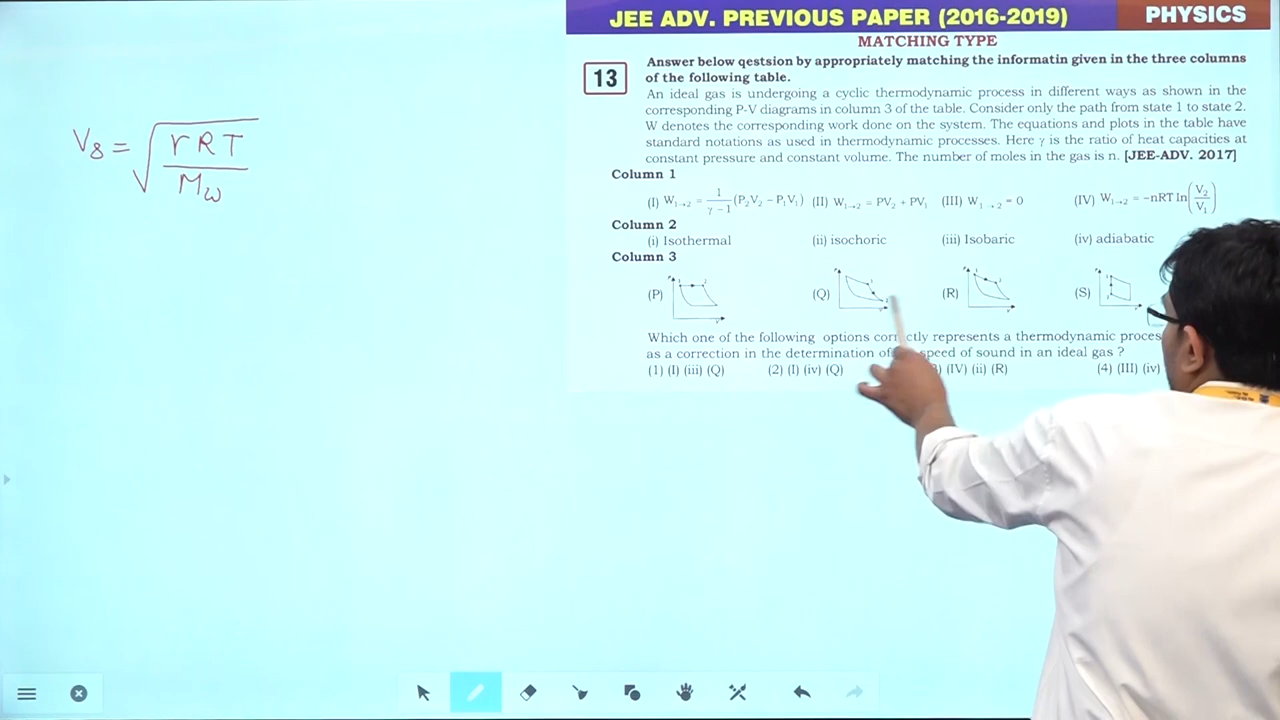 JEE ADV. PREVIOUS PAPER (2016-2019) PHYSICS
MATCHING TYPE
13 Answer below qestsion by appropriately matching the informatin given in the three columns
of the following table.
An ideal gas is undergoing a cyclic thermodynamic process in different ways as shown in the
corresponding P-V diagrams in column 3 of the table. Consider only the path from state 1 to state 2.
W denotes the corresponding work done on the system. The equations and plots in the table have
standard notations as used in thermodynamic processes. Here γ is the ratio of heat capacities at
constant pressure and constant volume. The number of moles in the gas is n. [JEE-ADV. 2017]
Column 1
(I) W₁→₂ = 1/(γ − 1) (P₂V₂ − P₁V₁) (II) W₁→₂ = PV₂ + PV₁ (III) W₁→₂ = 0 (IV) W₁→₂ = −nRT ln(V₂/V₁)
Column 2
(i) Isothermal (ii) isochoric (iii) Isobaric (iv) adiabatic
Column 3
(P) (Q) (R) (S)
Which one of the following options correctly represents a thermodynamic
as a correction in the determination of speed of sound in an ideal gas ?
(1) (I) (iii) (Q) (2) (I) (iv) (Q) (IV) (ii) (R) (4) (III) (iv)
V₈ = √(rRT/Mω)